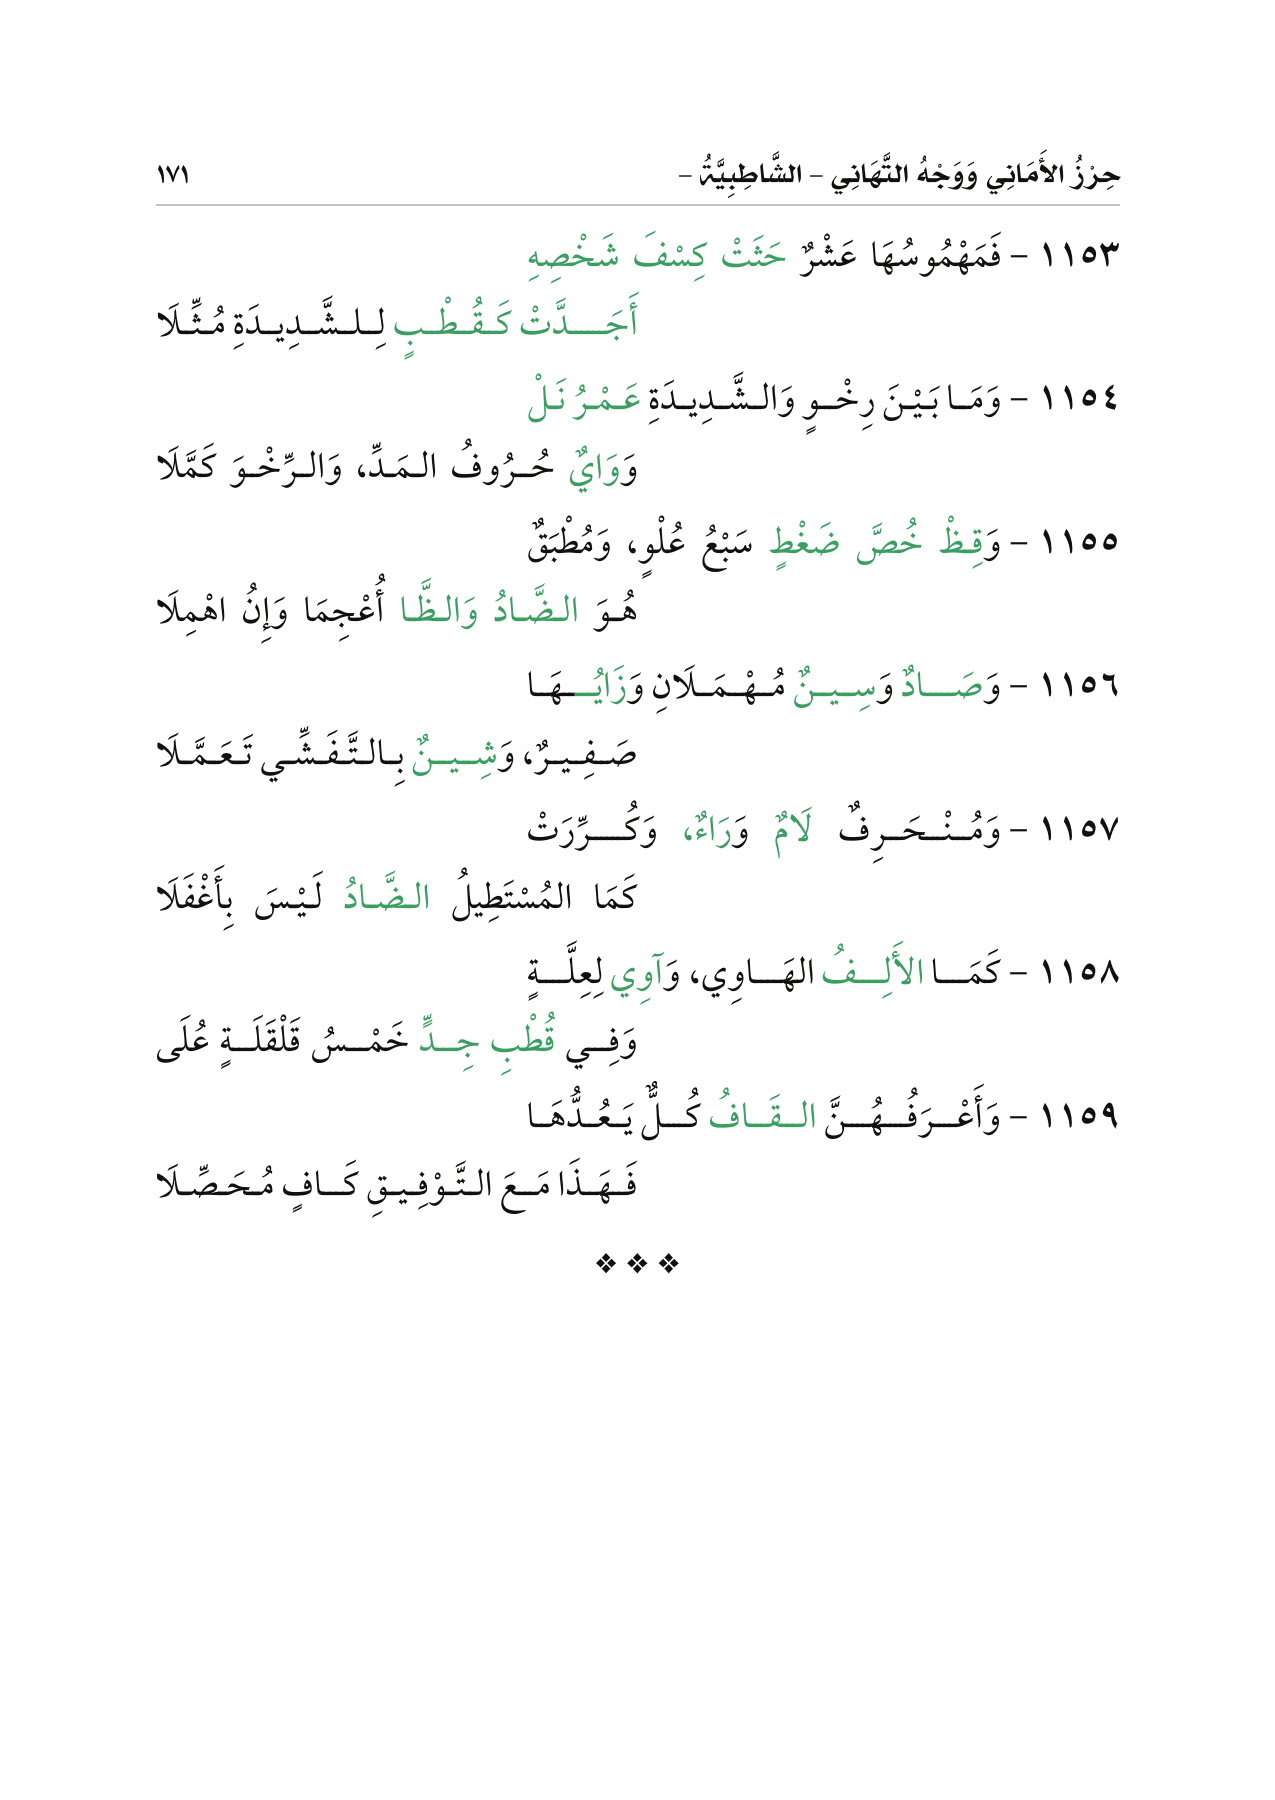 حِرْزُ الأَمَانِي وَوَجْهُ التَّهَانِي – الشَّاطِبِيَّةُ – ١٧١
١١٥٣ – فَمَهْمُوسُهَا عَشْرٌ حَثَتْ كِسْفَ شَخْصِهِ
أَجَدَّتْ كَقُطْبٍ لِلشَّدِيدَةِ مُثِّلَا
١١٥٤ – وَمَا بَيْنَ رِخْوٍ وَالشَّدِيدَةِ عَمْرُ نَلْ
وَوَايٌ حُرُوفُ المَدِّ، وَالرِّخْوَ كَمَّلَا
١١٥٥ – وَقِظْ خُصَّ ضَغْطٍ سَبْعُ عُلْوٍ، وَمُطْبَقٌ
هُوَ الضَّادُ وَالظَّا أُعْجِمَا وَإِنُ اهْمِلَا
١١٥٦ – وَصَادٌ وَسِينٌ مُهْمَلَانِ وَزَايُهَا
صَفِيرٌ، وَشِينٌ بِالتَّفَشِّي تَعَمَّلَا
١١٥٧ – وَمُنْحَرِفٌ لَامٌ وَرَاءٌ، وَكُرِّرَتْ
كَمَا المُسْتَطِيلُ الضَّادُ لَيْسَ بِأَغْفَلَا
١١٥٨ – كَمَا الأَلِفُ الهَاوِي، وَآوِي لِعِلَّةٍ
وَفِي قُطْبِ جِدٍّ خَمْسُ قَلْقَلَةٍ عُلَى
١١٥٩ – وَأَعْرَفُهُنَّ القَافُ كُلٌّ يَعُدُّهَا
فَهَذَا مَعَ التَّوْفِيقِ كَافٍ مُحَصِّلَا